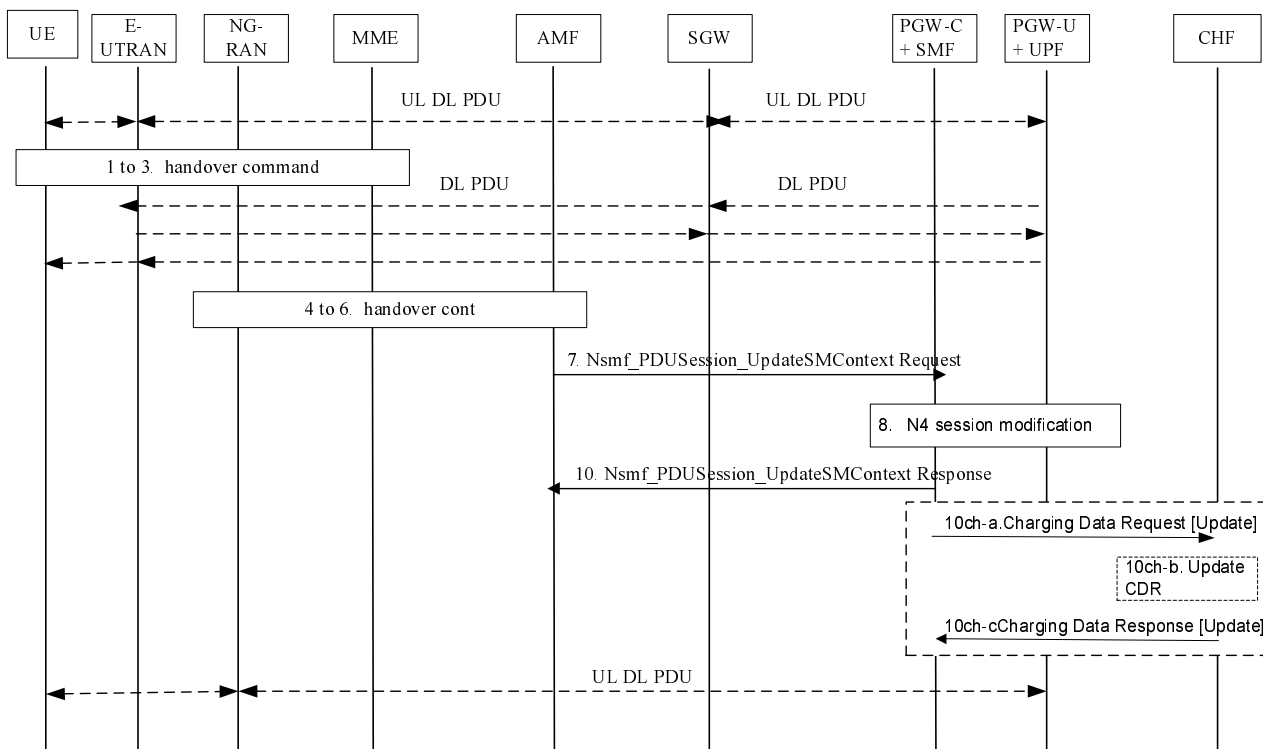 UE
E-
UTRAN
NG-
RAN
MME
AMF
SGW
PGW-C
+ SMF
PGW-U
+ UPF
CHF
UL DL PDU
UL DL PDU
1 to 3. handover command
DL PDU
DL PDU
4 to 6. handover cont
7. Nsmf_PDUSession_UpdateSMContext Request
8. N4 session modification
10. Nsmf_PDUSession_UpdateSMContext Response
10ch-a.Charging Data Request [Update]
10ch-b. Update
CDR
10ch-cCharging Data Response [Update]
UL DL PDU